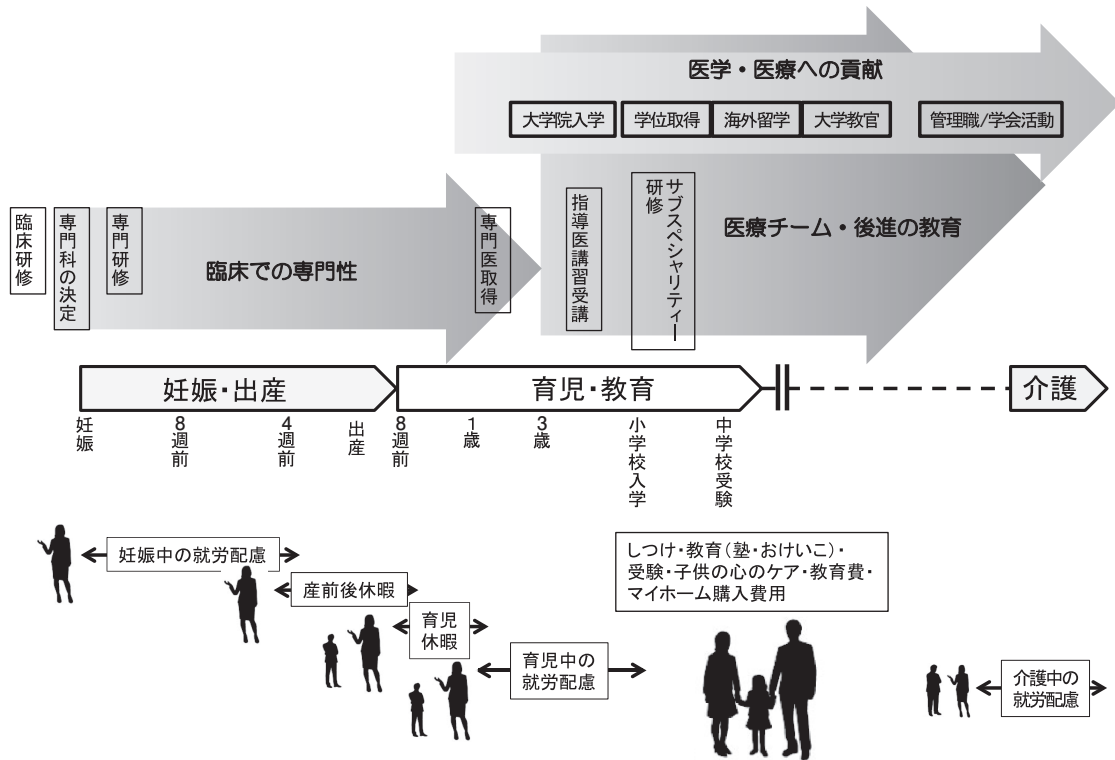 医学・医療への貢献
大学院入学
学位取得
海外留学
大学教官
管理職/学会活動
臨床研修
専門科の決定
専門研修
臨床での専門性
専門医取得
指導医講習受講
サブスペシャリティー
研修
医療チーム・後進の教育
妊娠・出産
育児・教育
介護
妊娠
8週前
4週前
出産
8週前
1歳
3歳
小学校入学
中学校受験
妊娠中の就労配慮
産前後休暇
育児
休暇
育児中の
就労配慮
しつけ・教育(塾・おけいこ)・
受験・子供の心のケア・教育費・
マイホーム購入費用
介護中の
就労配慮